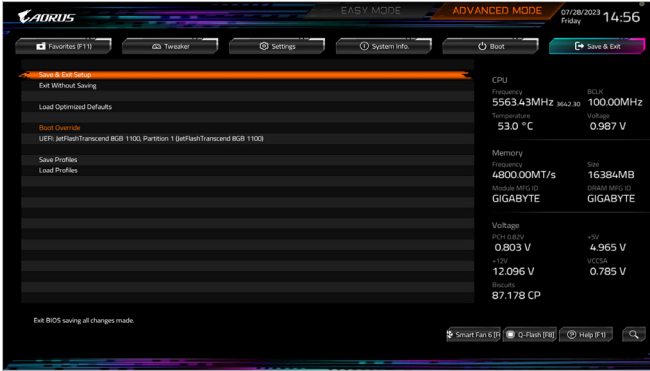 AORUS
EASY MODE
ADVANCED MODE
07/28/2023
Friday
14:56
Favorites (F11)
Tweaker
Settings
System Info.
Boot
Save & Exit
Save & Exit Setup
Exit Without Saving
Load Optimized Defaults
Boot Override
UEFI: JetFlashTranscend 8GB 1100, Partition 1 (JetFlashTranscend 8GB 1100)
Save Profiles
Load Profiles
CPU
Frequency BCLK
5563.43MHz 3642.30 100.00MHz
Temperature Voltage
53.0 °C 0.987 V
Memory
Frequency Size
4800.00MT/s 16384MB
Module MFG ID DRAM MFG ID
GIGABYTE GIGABYTE
Voltage
PCH 0.82V +5V
0.803 V 4.965 V
+12V VCCSA
12.096 V 0.785 V
Biscuits
87.178 CP
Exit BIOS saving all changes made.
Smart Fan 6 [F
Q-Flash [F8]
Help (F1)